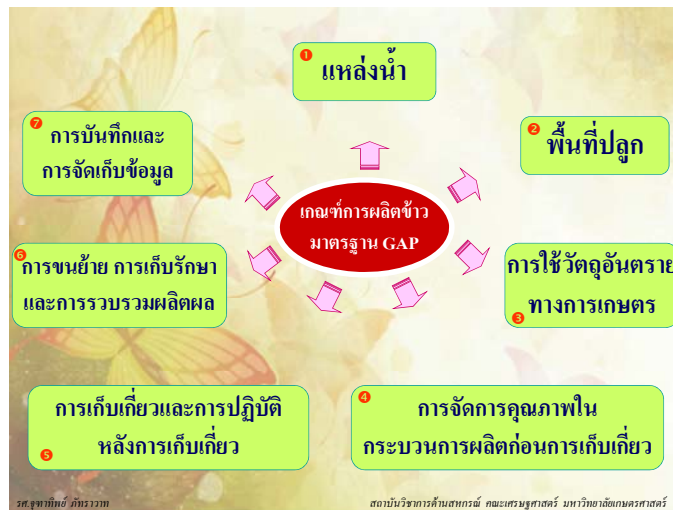 เกณฑ์การผลิตข้าว
มาตรฐาน GAP
❶
แหล่งน้ำ
❷
พื้นที่ปลูก
การใช้วัตถุอันตราย
ทางการเกษตร
❸
❹
การจัดการคุณภาพใน
กระบวนการผลิตก่อนการเก็บเกี่ยว
การเก็บเกี่ยวและการปฏิบัติ
หลังการเก็บเกี่ยว
❺
❻
การขนย้าย การเก็บรักษา
และการรวบรวมผลิตผล
❼
การบันทึกและ
การจัดเก็บข้อมูล
รศ.จุฑาทิพย์ ภัทราวาท
สถาบันวิชาการด้านสหกรณ์ คณะเศรษฐศาสตร์ มหาวิทยาลัยเกษตรศาสตร์